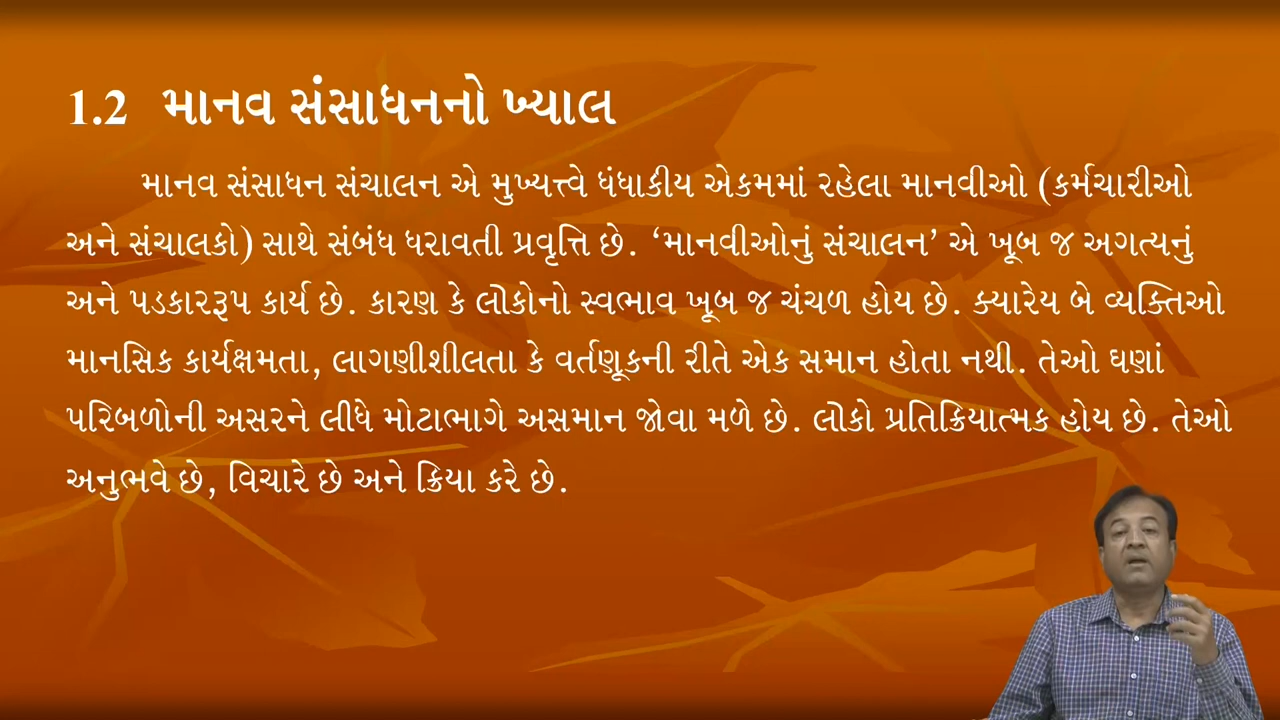 1.2 માનવ સંસાધનનો ખ્યાલ
માનવ સંસાધન સંચાલન એ મુખ્યત્ત્વે ધંધાકીય એકમમાં રહેલા માનવીઓ (કર્મચારીઓ
અને સંચાલકો) સાથે સંબંધ ધરાવતી પ્રવૃત્તિ છે. ‘માનવીઓનું સંચાલન’ એ ખૂબ જ અગત્યનું
અને પડકારરૂપ કાર્ય છે. કારણ કે લોકોનો સ્વભાવ ખૂબ જ ચંચળ હોય છે. ક્યારેય બે વ્યક્તિઓ
માનસિક કાર્યક્ષમતા, લાગણીશીલતા કે વર્તણૂકની રીતે એક સમાન હોતા નથી. તેઓ ઘણાં
પરિબળોની અસરને લીધે મોટાભાગે અસમાન જોવા મળે છે. લોકો પ્રતિક્રિયાત્મક હોય છે. તેઓ
અનુભવે છે, વિચારે છે અને ક્રિયા કરે છે.